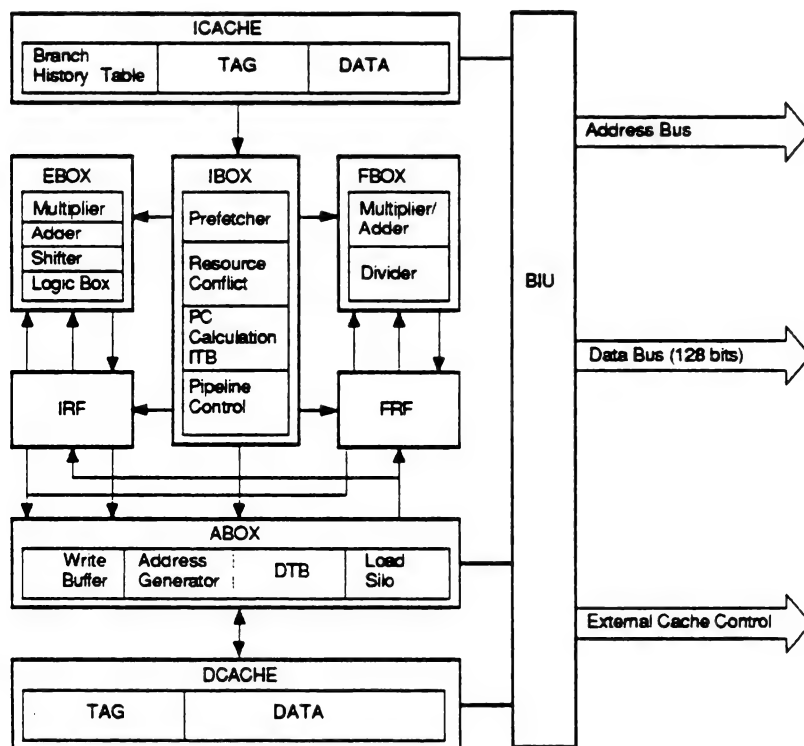 ICACHE
Branch
History Table
TAG
DATA
EBOX
Multiplier
Adder
Shifter
Logic Box
IBOX
Prefetcher
Resource
Conflict
PC
Calculation
ITB
Pipeline
Control
FBOX
Multiplier/
Adder
Divider
IRF
FRF
ABOX
Write
Buffer
Address
Generator
DTB
Load
Silo
DCACHE
TAG
DATA
BIU
Address Bus
Data Bus (128 bits)
External Cache Control